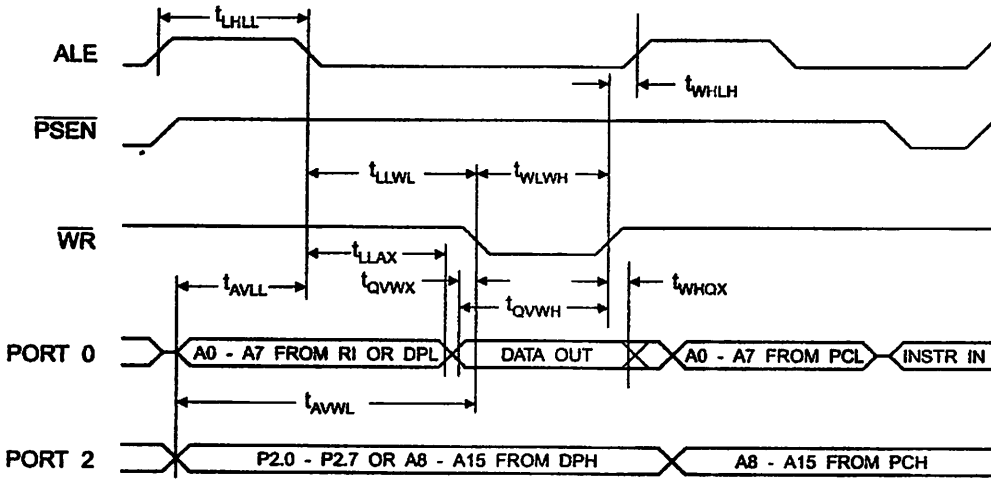 tLHLL
ALE
tWHLH
PSEN
tLLWL
tWLWH
WR
tLLAX
tAVLL
tQVWX
tWHQX
tQVWH
PORT 0
A0 - A7 FROM RI OR DPL
DATA OUT
A0 - A7 FROM PCL
INSTR IN
tAVWL
PORT 2
P2.0 - P2.7 OR A8 - A15 FROM DPH
A8 - A15 FROM PCH